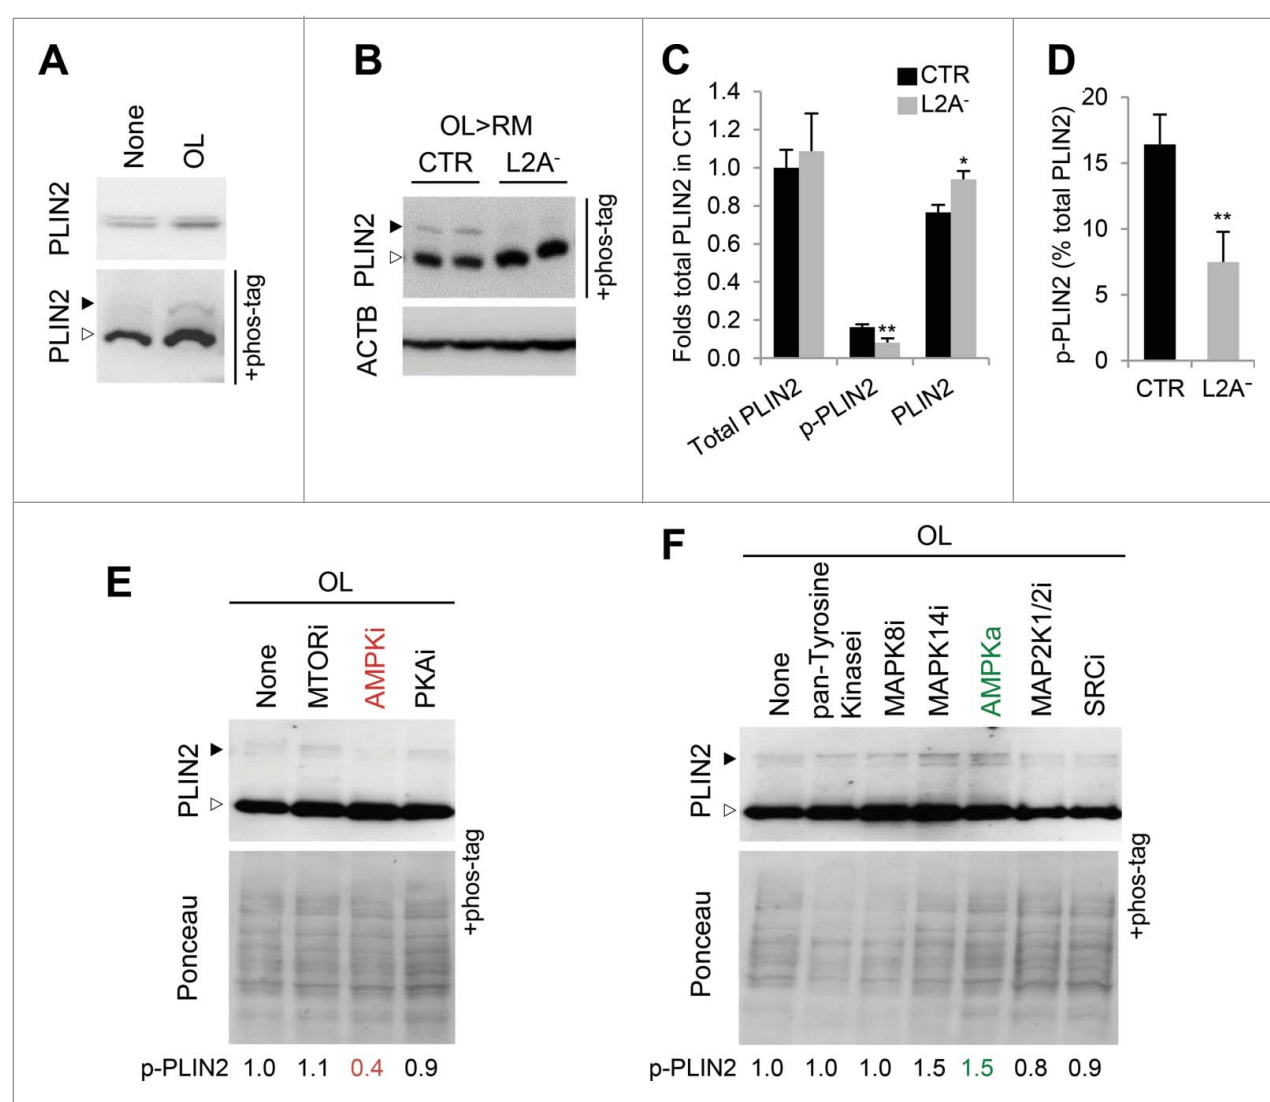 A
None
OL
PLIN2
PLIN2
+phos-tag
B
OL>RM
CTR L2A-
PLIN2
+phos-tag
ACTB
C
CTR
L2A-
Folds total PLIN2 in CTR
1.4
1.2
1.0
0.8
0.6
0.4
0.2
0.0
**
*
Total PLIN2
p-PLIN2
PLIN2
D
p-PLIN2 (% total PLIN2)
20
15
10
5
0
**
CTR L2A-
E
OL
None
MTORi
AMPKi
PKAi
PLIN2
Ponceau
+phos-tag
p-PLIN2 1.0 1.1 0.4 0.9
F
OL
None
pan-Tyrosine
Kinasei
MAPK8i
MAPK14i
AMPKa
MAP2K1/2i
SRCi
PLIN2
Ponceau
+phos-tag
p-PLIN2 1.0 1.0 1.0 1.5 1.5 0.8 0.9